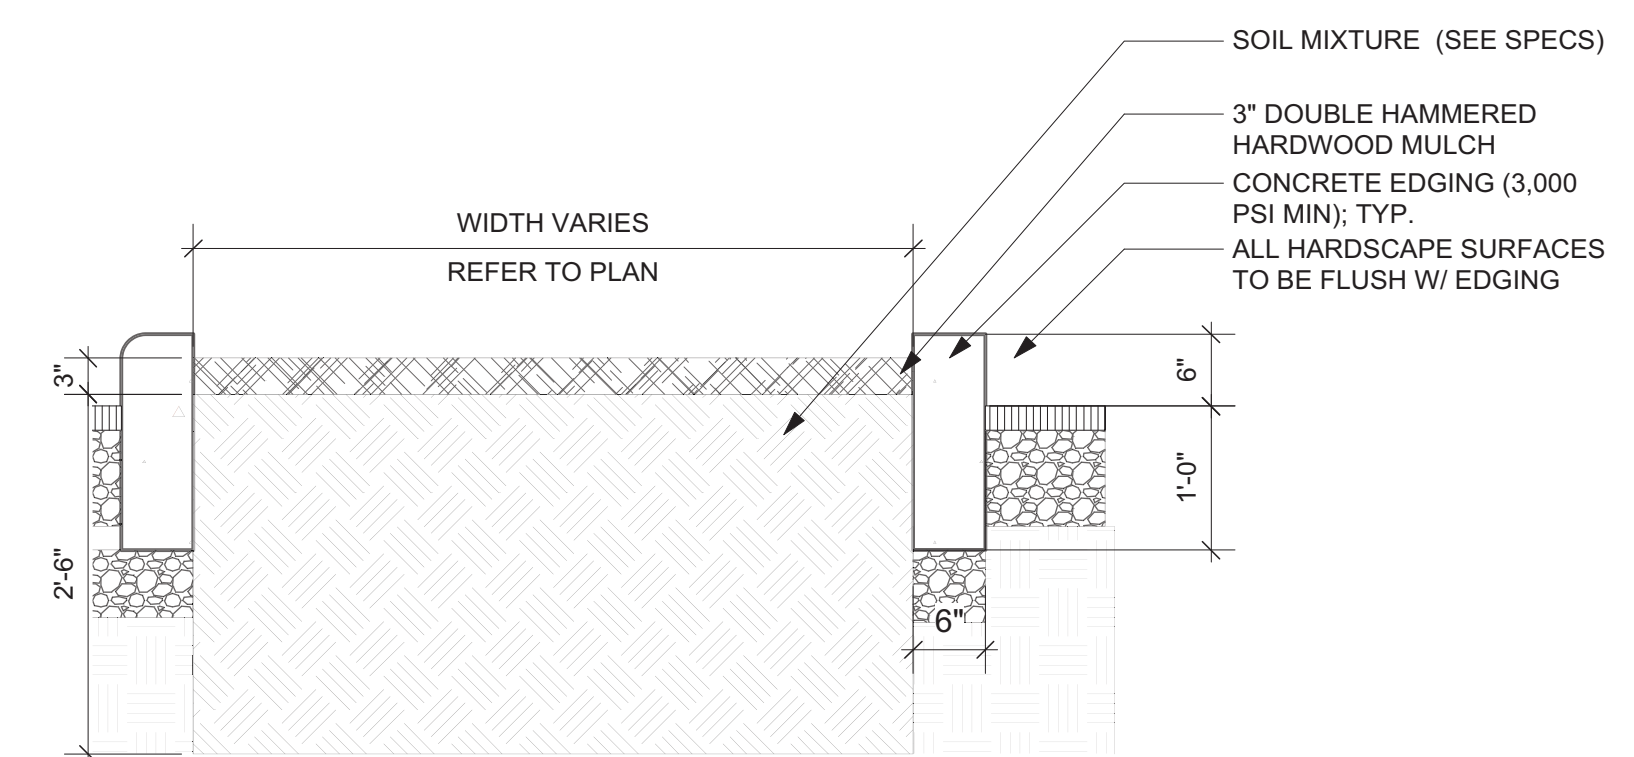 SOIL MIXTURE (SEE SPECS)
3" DOUBLE HAMMERED
HARDWOOD MULCH
CONCRETE EDGING (3,000
PSI MIN); TYP.
ALL HARDSCAPE SURFACES
TO BE FLUSH W/ EDGING
WIDTH VARIES
REFER TO PLAN
3"
6"
1'-0"
2'-6"
6"